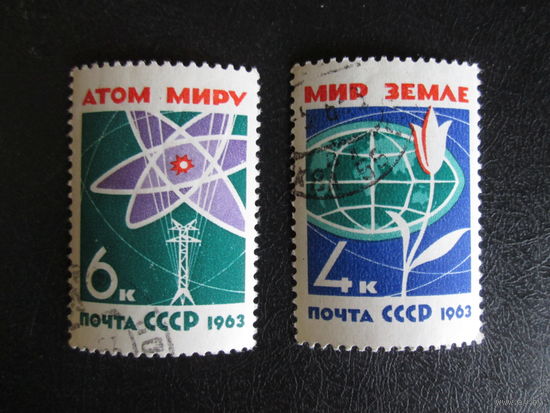 АТОМ МИРУ
6к
ПОЧТА СССР 1963
МИР ЗЕМЛЕ
4к
ПОЧТА СССР 1963